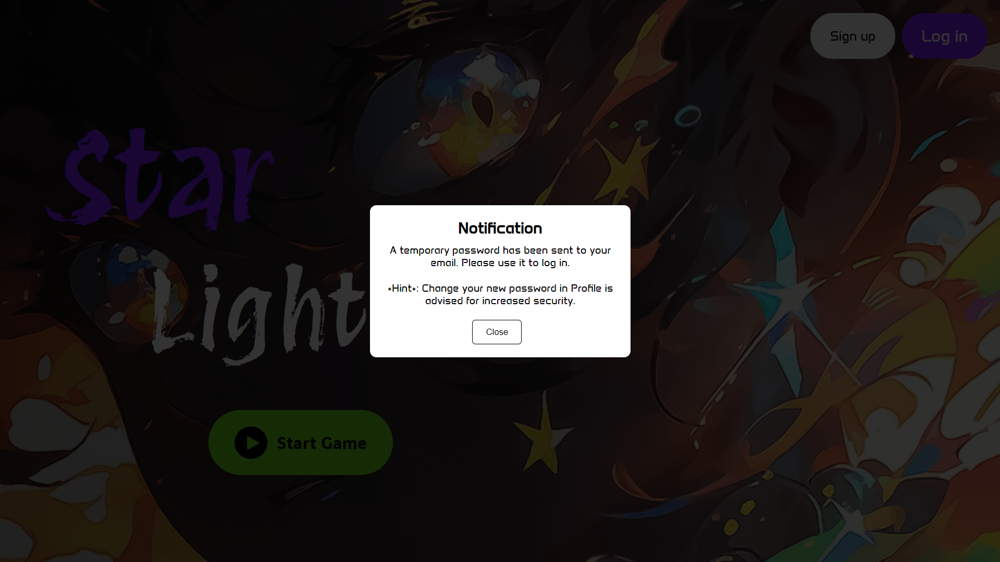 Sign up
Log in
Star
Light
Notification
A temporary password has been sent to your
email. Please use it to log in.
*Hint*: Change your new password in Profile is
advised for increased security.
Close
Start Game